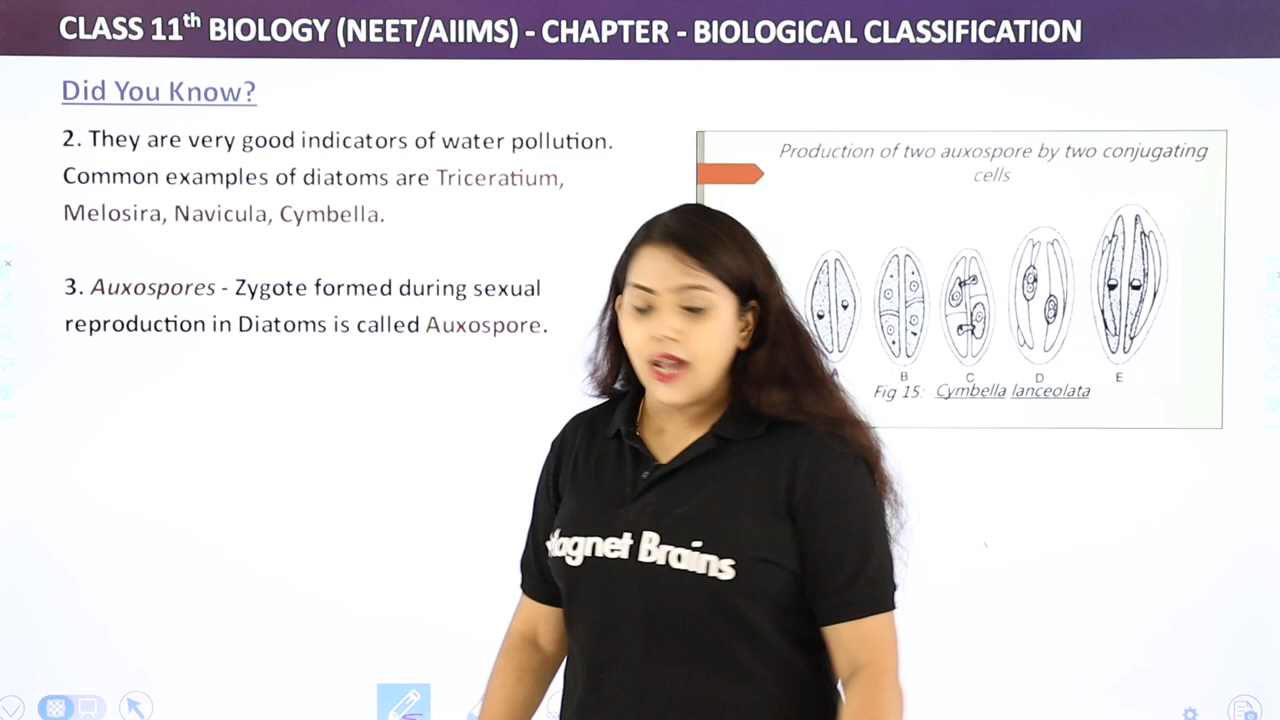 CLASS 11th BIOLOGY (NEET/AIIMS) - CHAPTER - BIOLOGICAL CLASSIFICATION
Did You Know?
2. They are very good indicators of water pollution.
Common examples of diatoms are Triceratium,
Melosira, Navicula, Cymbella.
3. Auxospores - Zygote formed during sexual
reproduction in Diatoms is called Auxospore.
Production of two auxospore by two conjugating
cells
A B C D E
Fig 15: Cymbella lanceolata
Magnet Brains